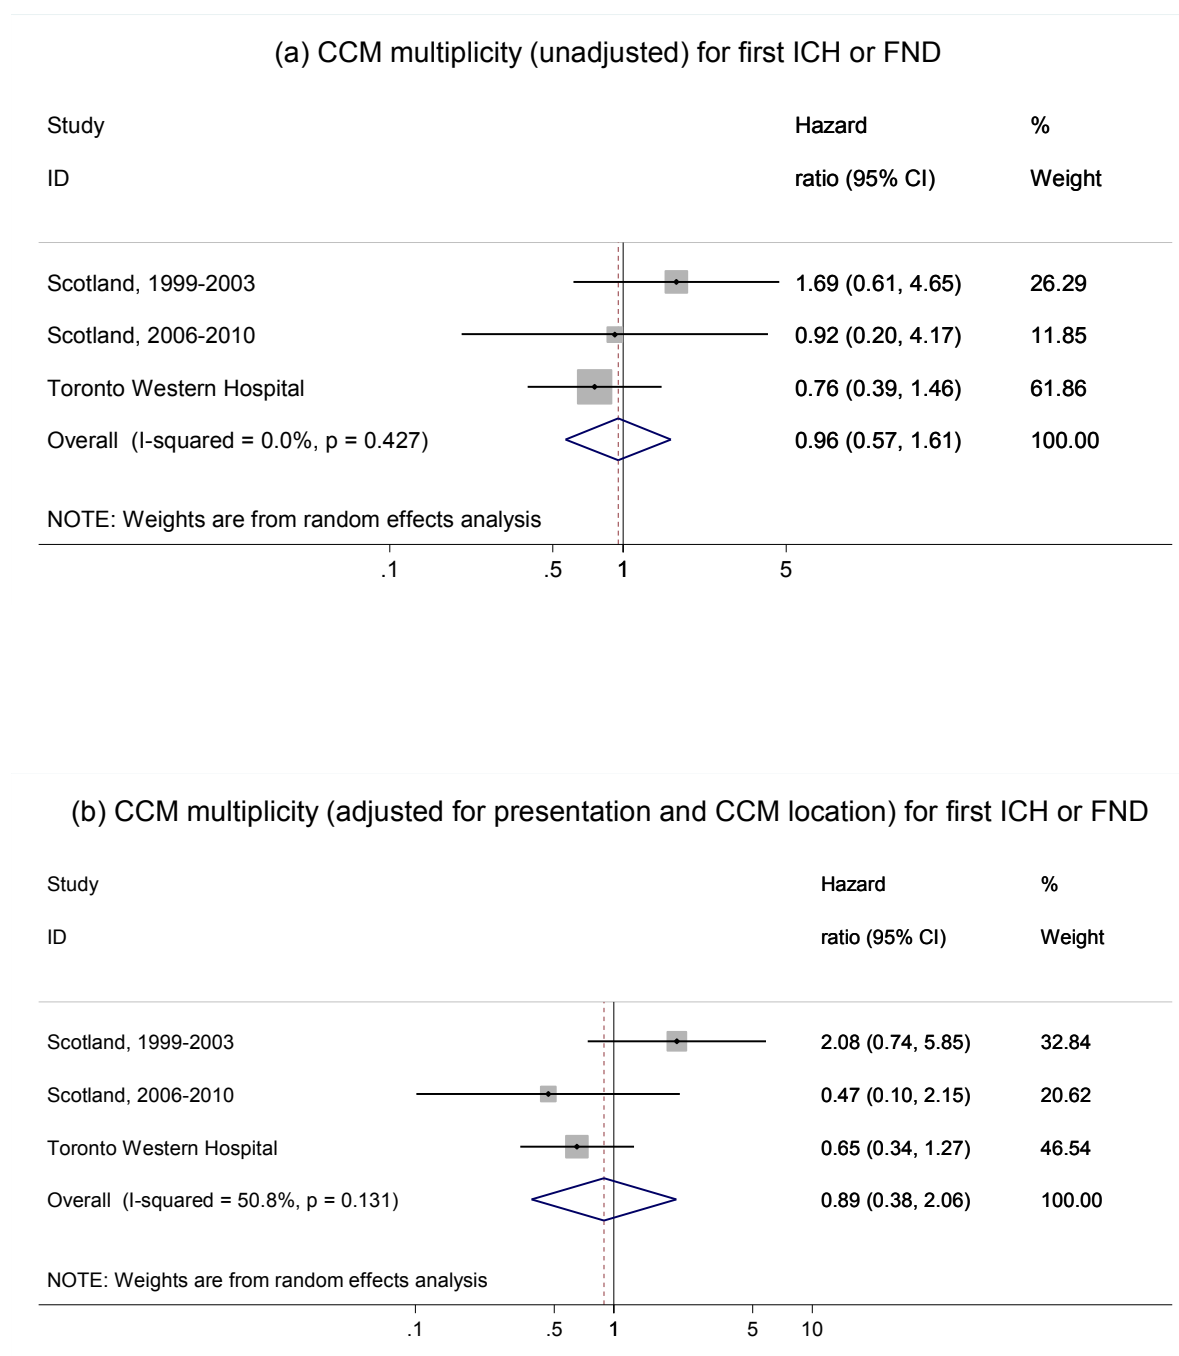 (a) CCM multiplicity (unadjusted) for first ICH or FND
Study Hazard %
ID ratio (95% CI) Weight
Scotland, 1999-2003 1.69 (0.61, 4.65) 26.29
Scotland, 2006-2010 0.92 (0.20, 4.17) 11.85
Toronto Western Hospital 0.76 (0.39, 1.46) 61.86
Overall (I-squared = 0.0%, p = 0.427) 0.96 (0.57, 1.61) 100.00
NOTE: Weights are from random effects analysis
.1 .5 1 5
(b) CCM multiplicity (adjusted for presentation and CCM location) for first ICH or FND
Study Hazard %
ID ratio (95% CI) Weight
Scotland, 1999-2003 2.08 (0.74, 5.85) 32.84
Scotland, 2006-2010 0.47 (0.10, 2.15) 20.62
Toronto Western Hospital 0.65 (0.34, 1.27) 46.54
Overall (I-squared = 50.8%, p = 0.131) 0.89 (0.38, 2.06) 100.00
NOTE: Weights are from random effects analysis
.1 .5 1 5 10